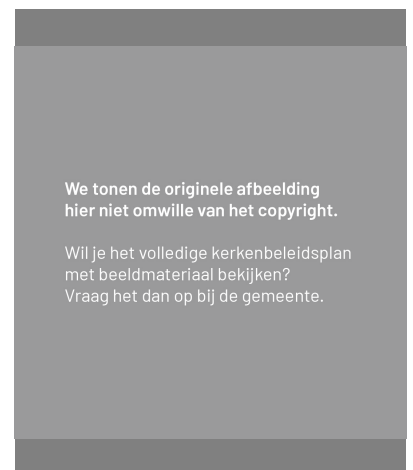 We tonen de originele afbeelding
hier niet omwille van het copyright.
Wil je het volledige kerkenbeleidsplan
met beeldmateriaal bekijken?
Vraag het dan op bij de gemeente.